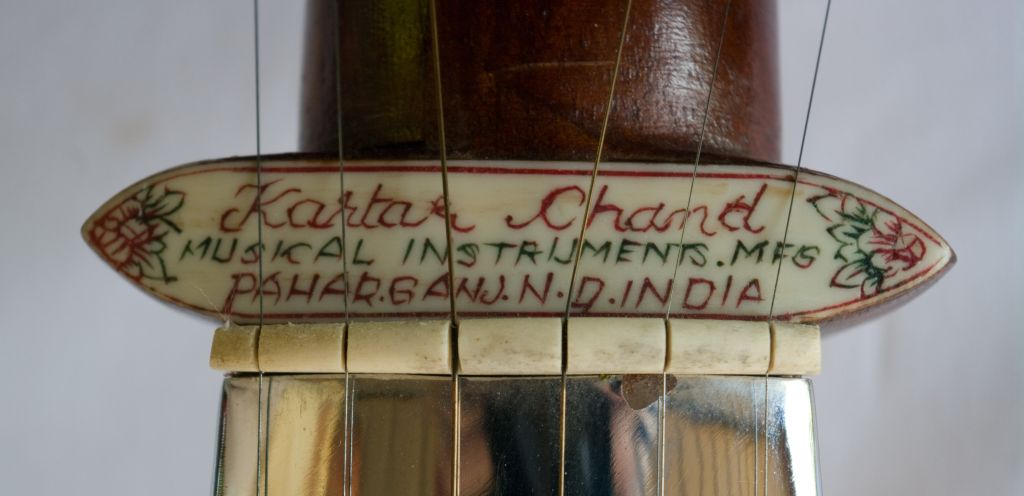 Kartar Chand
MUSICAL INSTRUMENTS. MFG
PAHAR.GANJ. N. D. INDIA